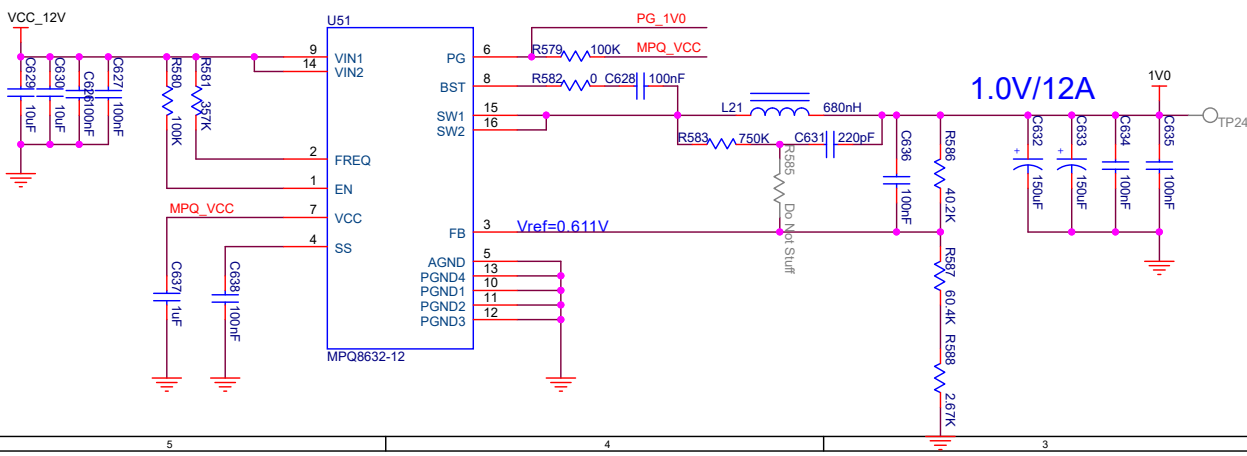 VCC_12V
C629
10uF
C630
10uF
C626
100nF
C627
100nF
R580
100K
R581
357K
U51
9
VIN1
14
VIN2
2
FREQ
1
EN
MPQ_VCC
7
VCC
4
SS
C637
1uF
C638
100nF
MPQ8632-12
PG
6
BST
8
SW1
15
SW2
16
FB
3
AGND
5
PGND4
13
PGND1
10
PGND2
11
PGND3
12
PG_1V0
R579
100K
MPQ_VCC
R582
0
C628
100nF
L21
680nH
R583
750K
C631
220pF
R585
Do Not Stuff
Vref=0.611V
C636
100nF
R586
40.2K
R587
60.4K
R588
2.67K
1.0V/12A
1V0
TP24
+
C632
150uF
+
C633
150uF
C634
100nF
C635
100nF
5
4
3